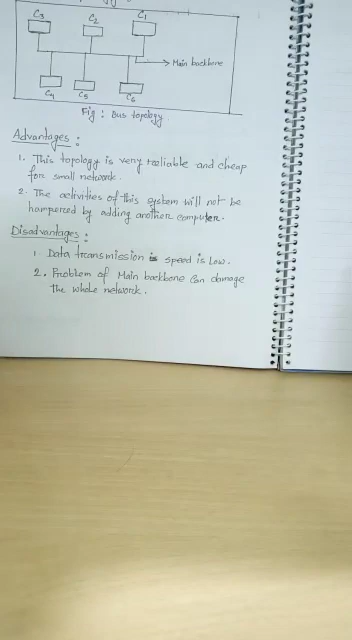 C3 C2 C1
Main backbone
C4 C5 C6
Fig : Bus topology.
Advantages :
1. This topology is very reeliable and cheap
for small network.
2. The activities of this system will not be
hamperced by adding another computer.
Disadvantages :
1 Data transmission is speed is Low.
2. Problem of Main backbone Can damage
the whole network.